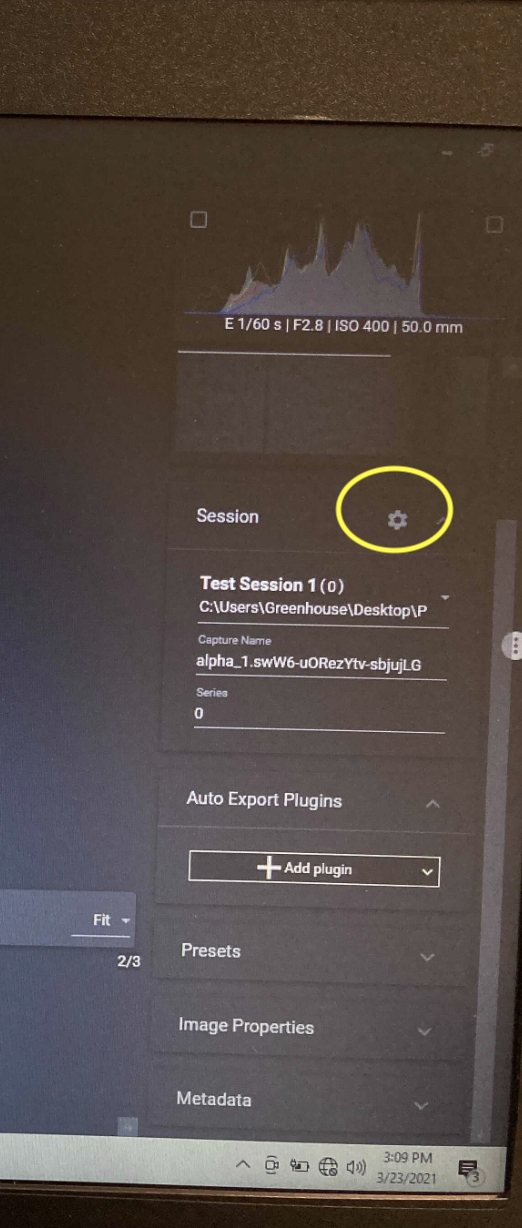 E 1/60 s | F2.8 | ISO 400 | 50.0 mm
Session
Test Session 1 (0)
C:\Users\Greenhouse\Desktop\P
Capture Name
alpha_1.swW6-uORezYtv-sbjujLG
Series
0
Auto Export Plugins
Add plugin
Fit
2/3
Presets
Image Properties
Metadata
3:09 PM
3/23/2021
3